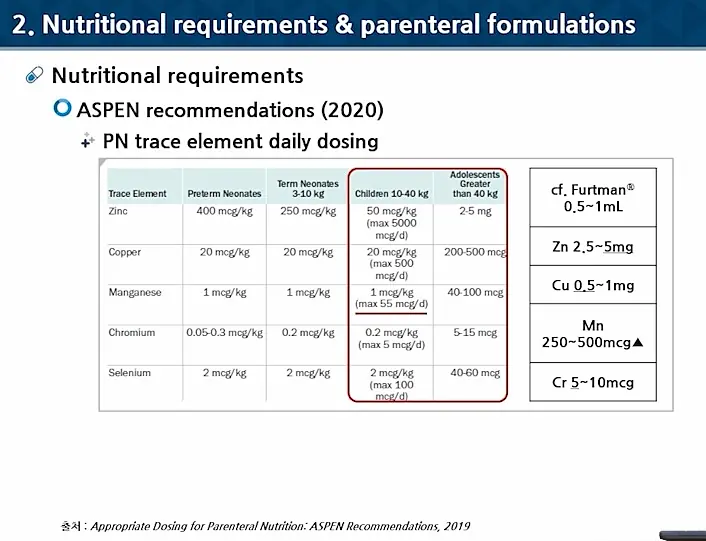 2. Nutritional requirements & parenteral formulations
Nutritional requirements
ASPEN recommendations (2020)
PN trace element daily dosing
Trace Element
Preterm Neonates
Term Neonates
3-10 kg
Children 10-40 kg
Adolescents
Greater
than 40 kg
Zinc
400 mcg/kg
250 mcg/kg
50 mcg/kg
(max 5000
mcg/d)
2-5 mg
Copper
20 mcg/kg
20 mcg/kg
20 mcg/kg
(max 500
mcg/d)
200-500 mcg
Manganese
1 mcg/kg
1 mcg/kg
1 mcg/kg
(max 55 mcg/d)
40-100 mcg
Chromium
0.05-0.3 mcg/kg
0.2 mcg/kg
0.2 mcg/kg
(max 5 mcg/d)
5-15 mcg
Selenium
2 mcg/kg
2 mcg/kg
2 mcg/kg
(max 100
mcg/d)
40-60 mcg
cf. Furtman®
0.5~1mL
Zn 2.5~5mg
Cu 0.5~1mg
Mn
250~500mcg▲
Cr 5~10mcg
출처 : Appropriate Dosing for Parenteral Nutrition: ASPEN Recommendations, 2019